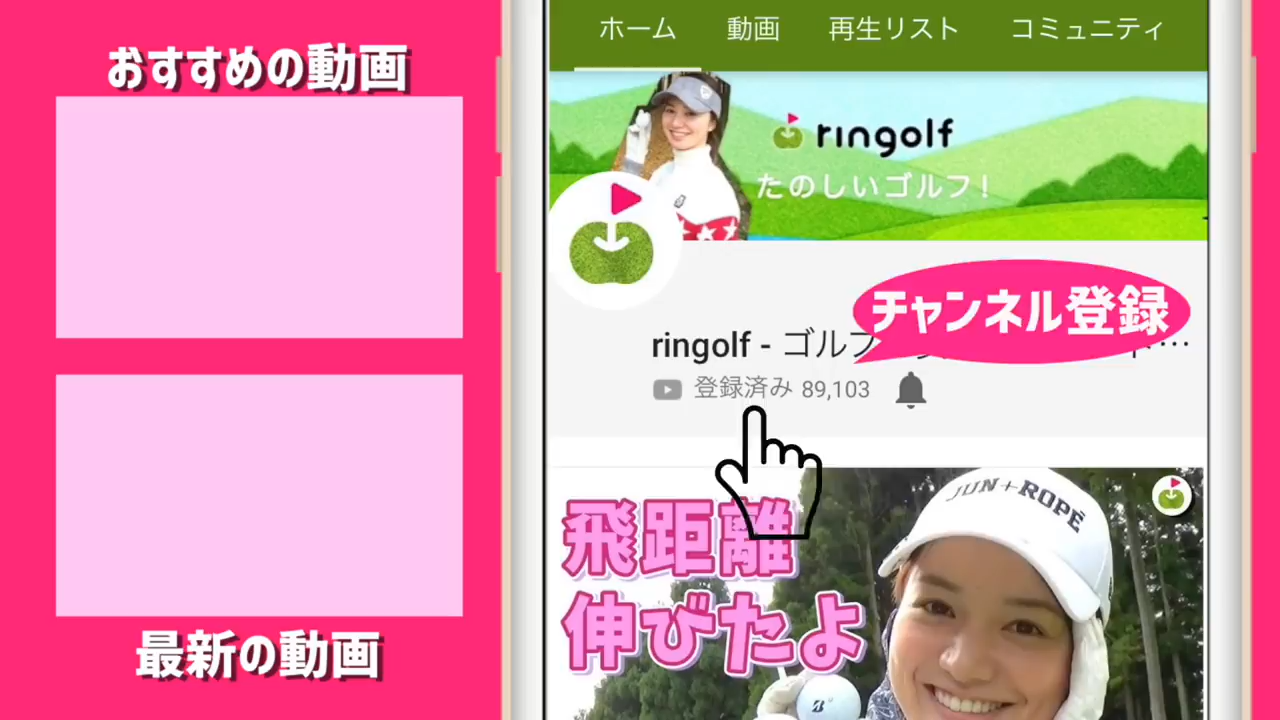 おすすめの動画
最新の動画
ホーム 動画 再生リスト コミュニティ
ringolf
たのしいゴルフ!
チャンネル登録
ringolf - ゴルフ
登録済み 89,103
飛距離
伸びたよ
JUN+ROPÉ
B